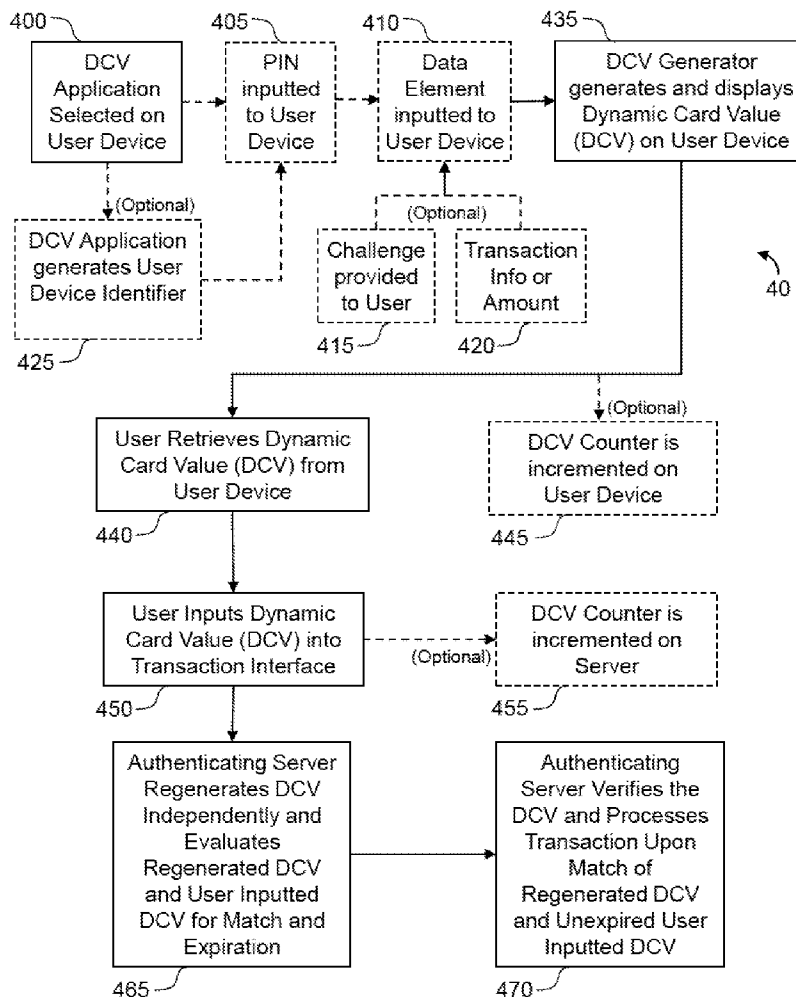 400
DCV
Application
Selected on
User Device
405
PIN
inputted
to User
Device
410
Data
Element
inputted to
User Device
435
DCV Generator
generates and displays
Dynamic Card Value
(DCV) on User Device
(Optional)
DCV Application
generates User
Device Identifier
425
(Optional)
Challenge
provided
to User
415
Transaction
Info or
Amount
420
40
User Retrieves Dynamic
Card Value (DCV) from
User Device
440
(Optional)
DCV Counter is
incremented on
User Device
445
User Inputs Dynamic
Card Value (DCV) into
Transaction Interface
450
(Optional)
DCV Counter is
incremented on
Server
455
Authenticating Server
Regenerates DCV
Independently and
Evaluates
Regenerated DCV
and User Inputted
DCV for Match and
Expiration
465
Authenticating
Server Verifies the
DCV and Processes
Transaction Upon
Match of
Regenerated DCV
and Unexpired User
Inputted DCV
470